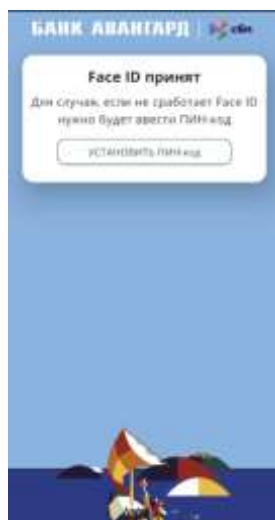 БАНК АВАНГАРД | сбп
Face ID принят
Для случая, если не сработает Face ID
нужно будет ввести ПИН-код
УСТАНОВИТЬ ПИН-код